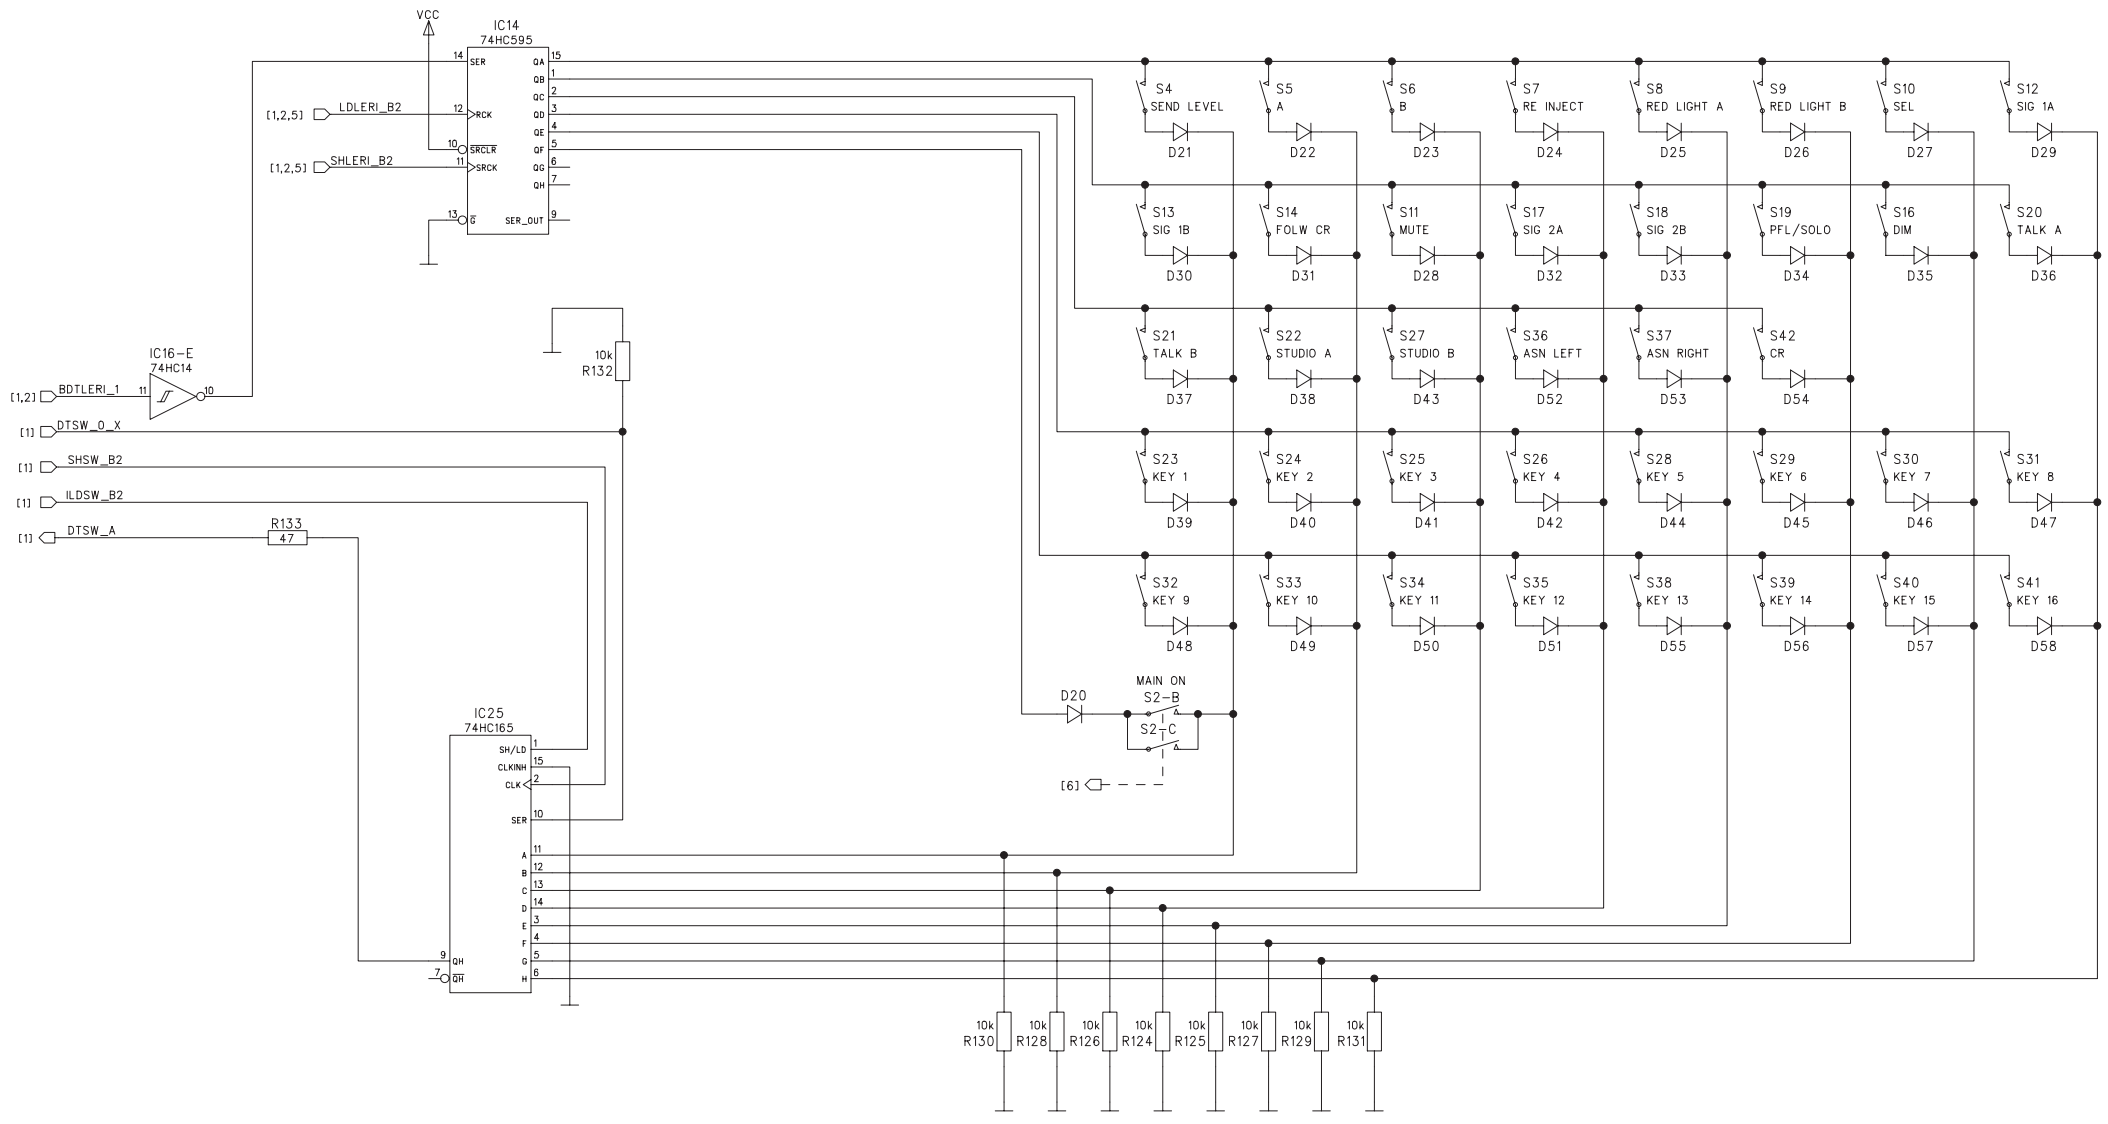 VCC
IC14
74HC595
14 SER QA 15
QB 1
QC 2
[1,2,5] LDLERI_B2 12 RCK QD 3
QE 4
10 SRCLR QF 5
[1,2,5] SHLERI_B2 11 SRCK QG 6
QH 7
13 G SER_OUT 9
S4 S5 S6 S7 S8 S9 S10 S12
SEND LEVEL A B RE INJECT RED LIGHT A RED LIGHT B SEL SIG 1A
D21 D22 D23 D24 D25 D26 D27 D29
S13 S14 S11 S17 S18 S19 S16 S20
SIG 1B FOLW CR MUTE SIG 2A SIG 2B PFL/SOLO DIM TALK A
D30 D31 D28 D32 D33 D34 D35 D36
S21 S22 S27 S36 S37 S42
TALK B STUDIO A STUDIO B ASN LEFT ASN RIGHT CR
D37 D38 D43 D52 D53 D54
10k
R132
IC16-E
74HC14
[1,2] BDTLERI_1 11 10
[1] DTSW_0_X
[1] SHSW_B2
[1] ILDSW_B2
[1] DTSW_A
R133
47
S23 S24 S25 S26 S28 S29 S30 S31
KEY 1 KEY 2 KEY 3 KEY 4 KEY 5 KEY 6 KEY 7 KEY 8
D39 D40 D41 D42 D44 D45 D46 D47
S32 S33 S34 S35 S38 S39 S40 S41
KEY 9 KEY 10 KEY 11 KEY 12 KEY 13 KEY 14 KEY 15 KEY 16
D48 D49 D50 D51 D55 D56 D57 D58
MAIN ON
D20 S2-B
S2-C
[6]
IC25
74HC165
SH/LD 1
CLKINH 15
CLK 2
SER 10
A 11
B 12
C 13
D 14
E 3
F 4
9 QH G 5
7 QH H 6
10k 10k 10k 10k 10k 10k 10k 10k
R130 R128 R126 R124 R125 R127 R129 R131